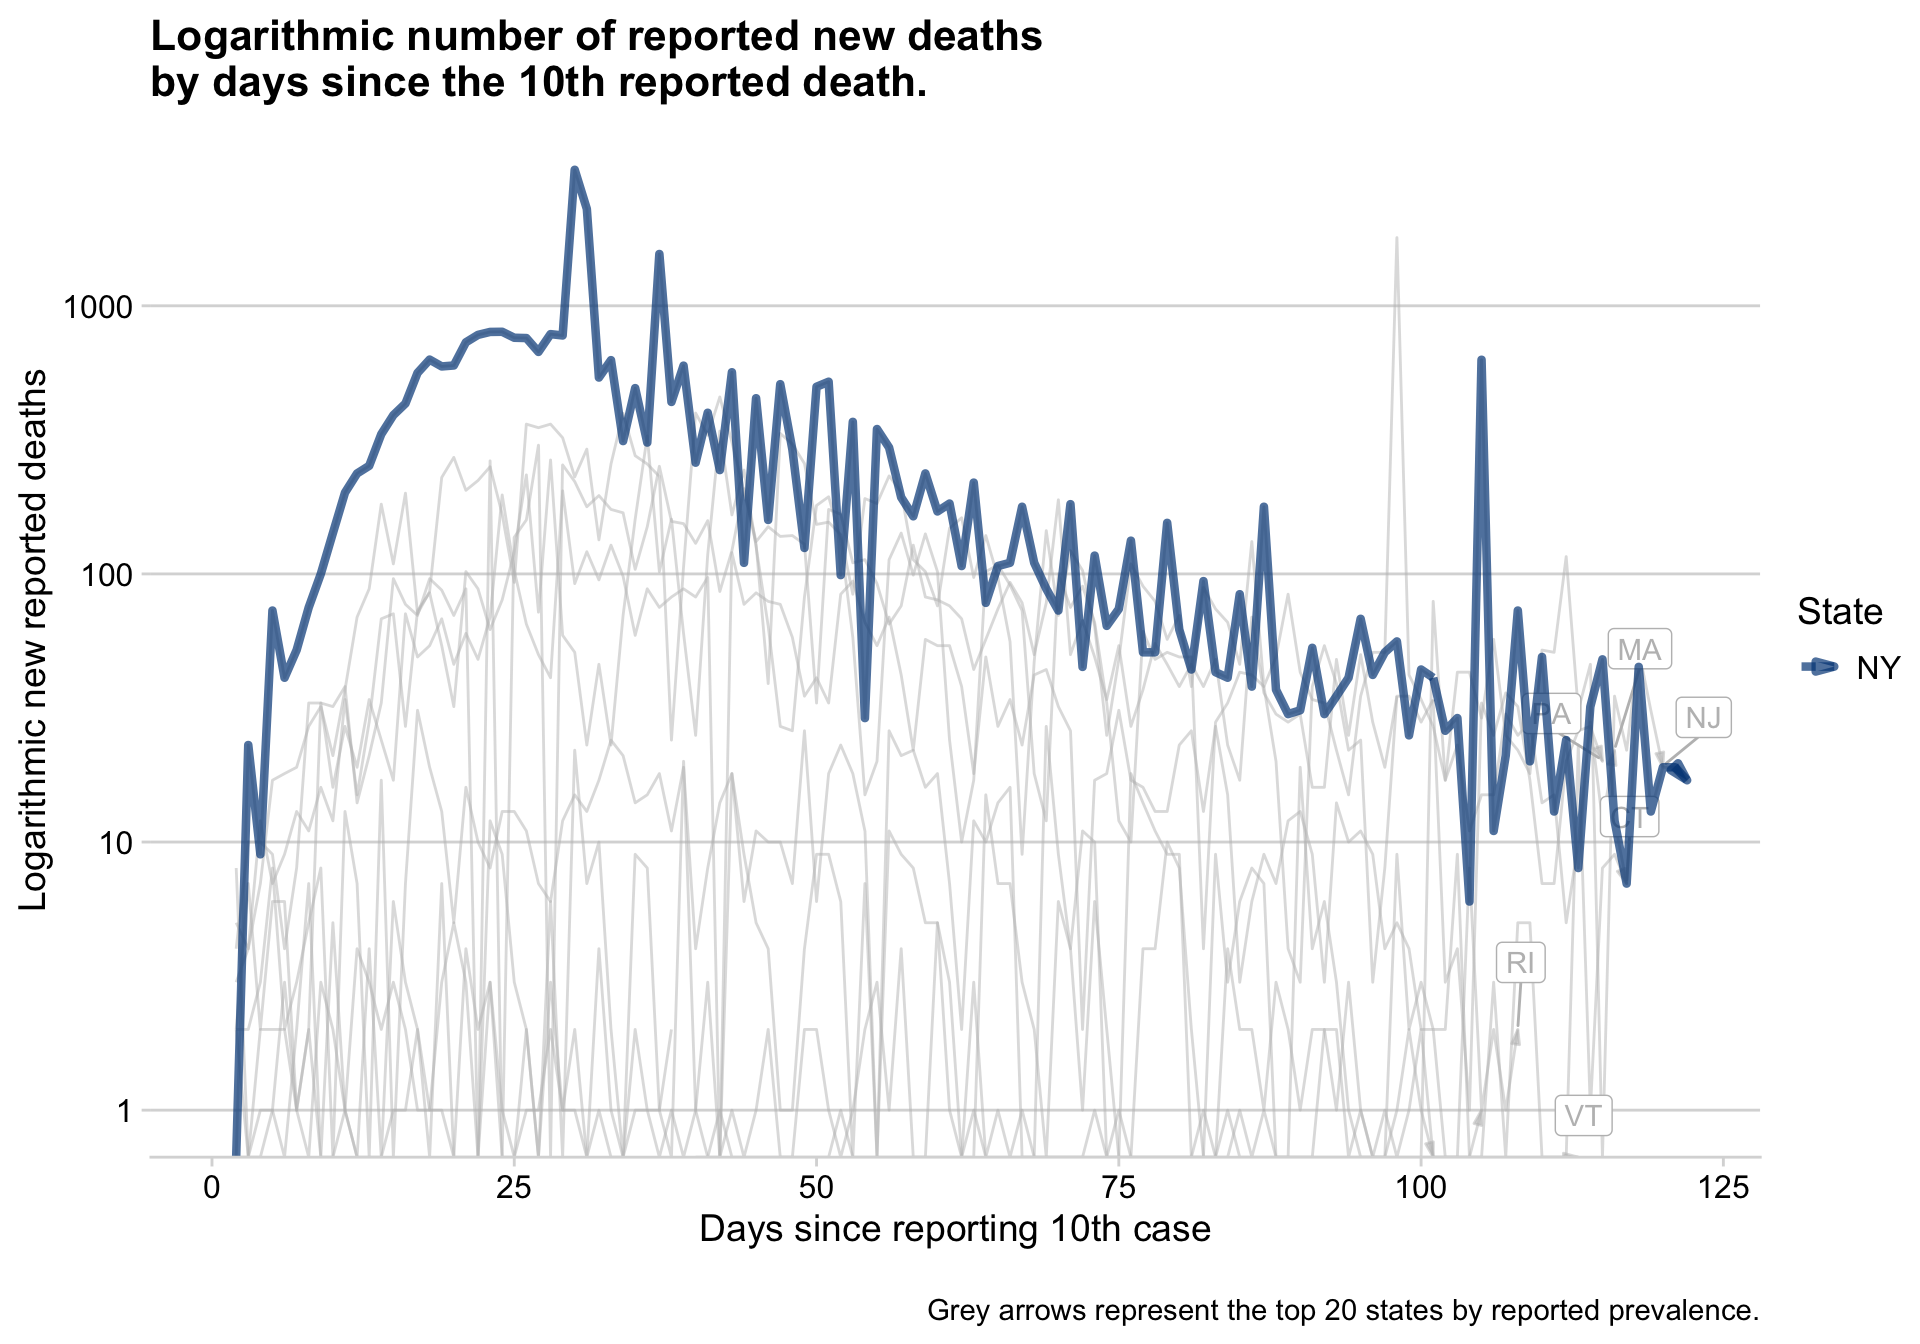 Logarithmic number of reported new deaths
by days since the 10th reported death.
Logarithmic new reported deaths
1000
100
10
1
MA
PA
NJ
CT
RI
VT
State
NY
0 25 50 75 100 125
Days since reporting 10th case
Grey arrows represent the top 20 states by reported prevalence.